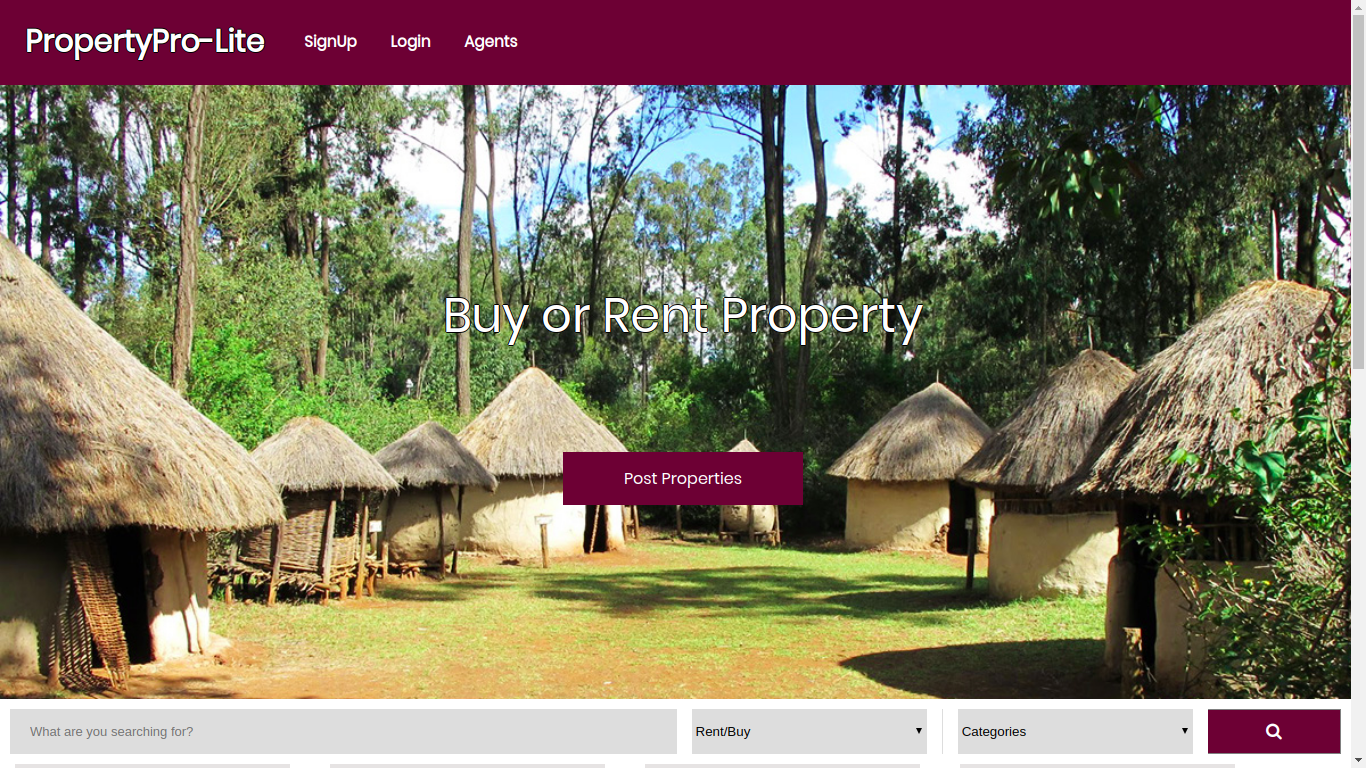 PropertyPro-Lite SignUp Login Agents
Buy or Rent Property
Post Properties
What are you searching for? Rent/Buy Categories